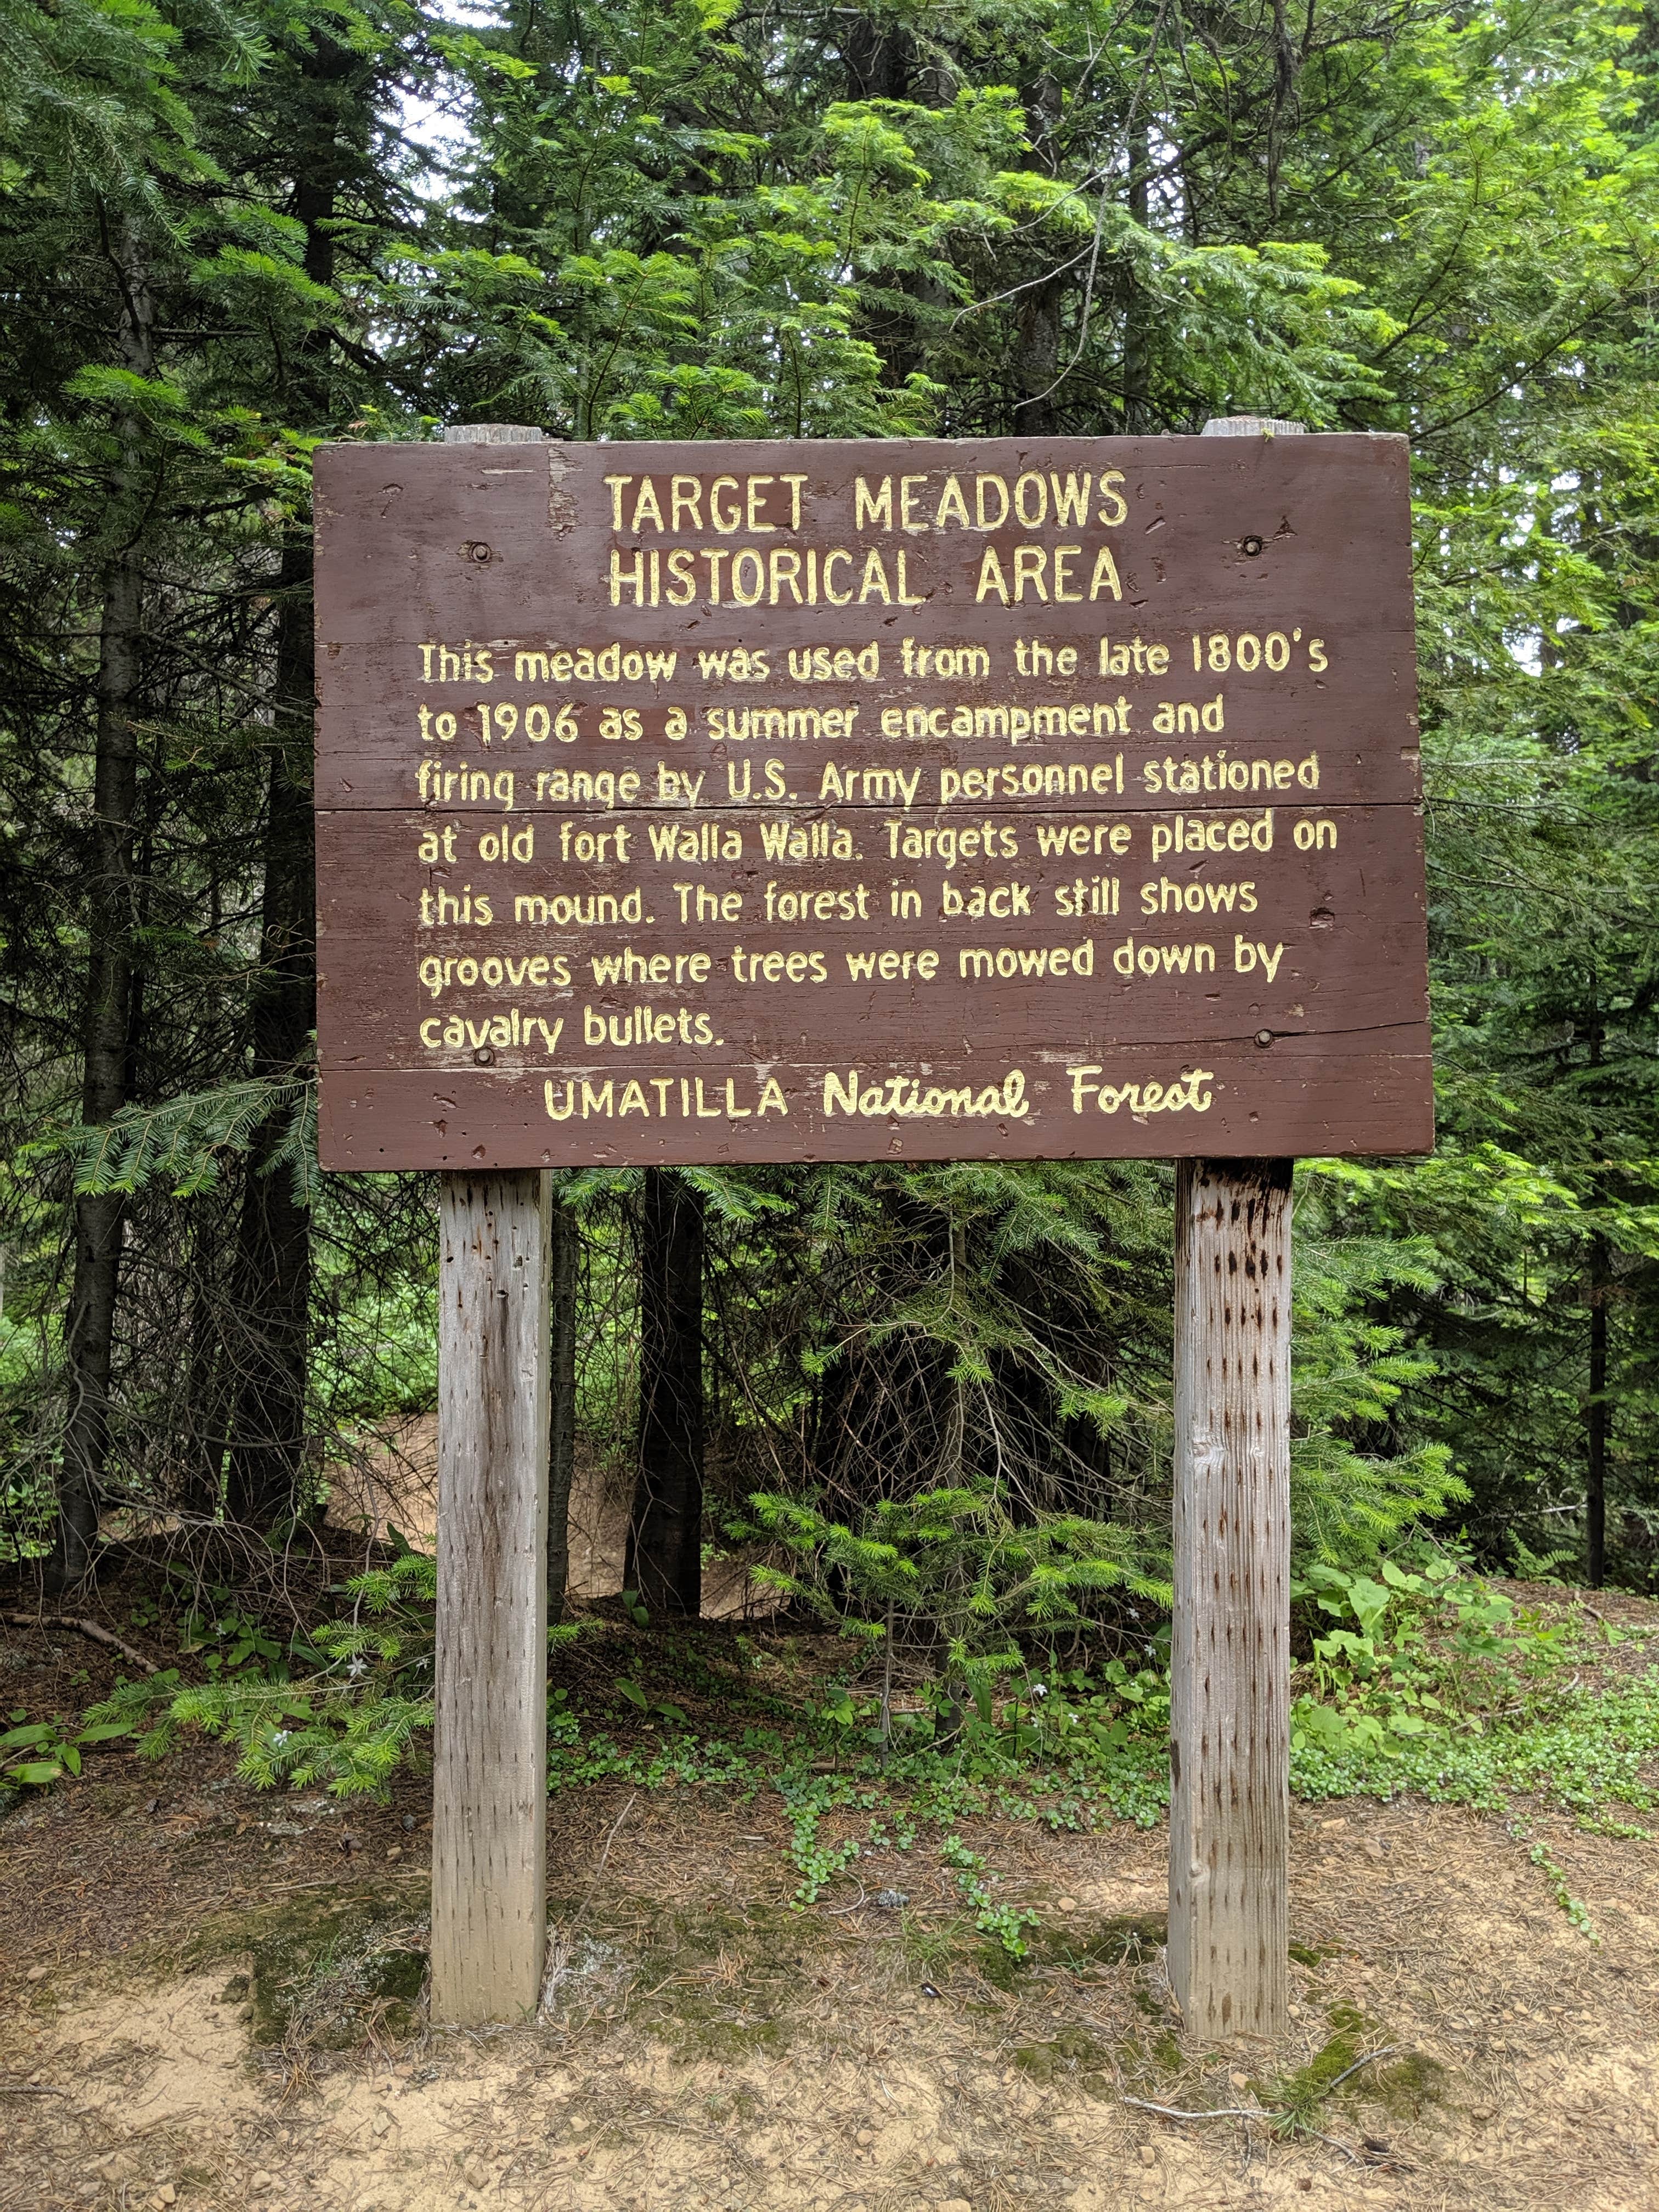 TARGET MEADOWS
HISTORICAL AREA
This meadow was used from the late 1800's
to 1906 as a summer encampment and
firing range by U.S. Army personnel stationed
at old fort Walla Walla. Targets were placed on
this mound. The forest in back still shows
grooves where trees were mowed down by
cavalry bullets.
UMATILLA National Forest